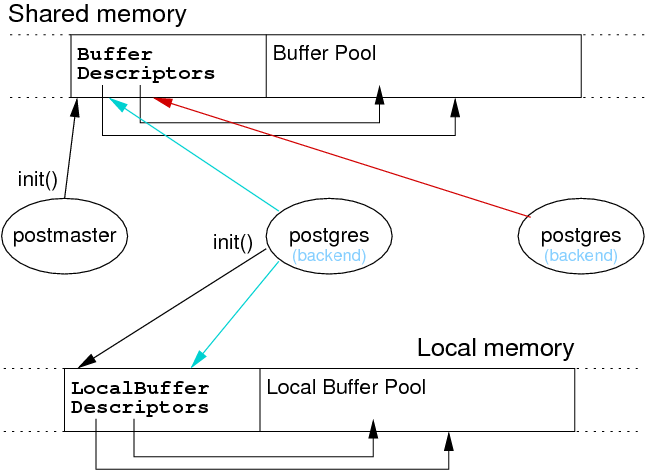 Shared memory
Buffer
Descriptors
Buffer Pool
init()
postmaster
init()
postgres
(backend)
postgres
(backend)
Local memory
LocalBuffer
Descriptors
Local Buffer Pool